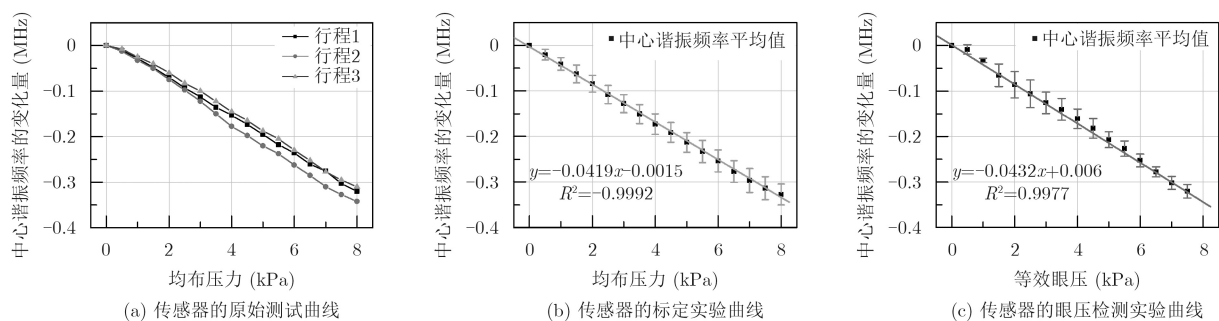 中心谐振频率的变化量 (MHz)
0
−0.1
−0.2
−0.3
−0.4
行程1
行程2
行程3
0 2 4 6 8
均布压力 (kPa)
(a) 传感器的原始测试曲线
中心谐振频率的变化量 (MHz)
0
−0.1
−0.2
−0.3
−0.4
中心谐振频率平均值
y=−0.0419x−0.0015
R²=−0.9992
0 2 4 6 8
均布压力 (kPa)
(b) 传感器的标定实验曲线
中心谐振频率的变化量 (MHz)
0
−0.1
−0.2
−0.3
−0.4
中心谐振频率平均值
y=−0.0432x+0.006
R²=0.9977
0 2 4 6 8
等效眼压 (kPa)
(c) 传感器的眼压检测实验曲线